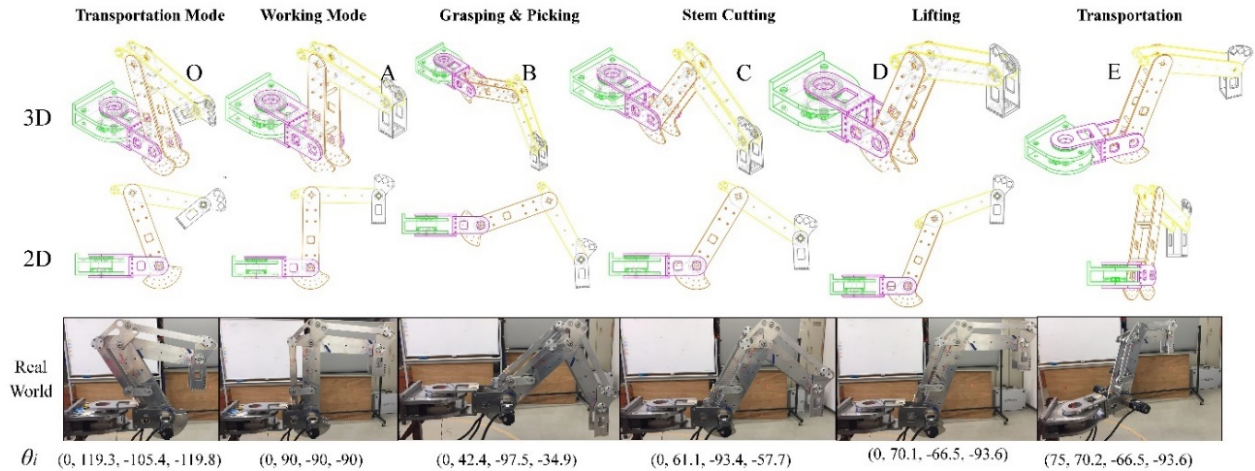 Transportation Mode Working Mode Grasping & Picking Stem Cutting Lifting Transportation
O A B C D E
3D
2D
Real
World
θi (0, 119.3, -105.4, -119.8) (0, 90, -90, -90) (0, 42.4, -97.5, -34.9) (0, 61.1, -93.4, -57.7) (0, 70.1, -66.5, -93.6) (75, 70.2, -66.5, -93.6)